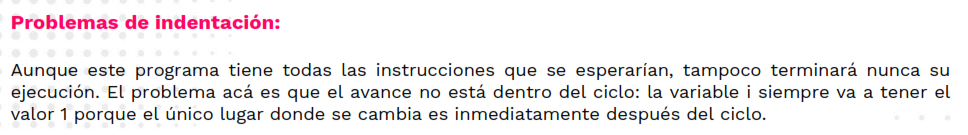 Problemas de indentación:
Aunque este programa tiene todas las instrucciones que se esperarían, tampoco terminará nunca su
ejecución. El problema acá es que el avance no está dentro del ciclo: la variable i siempre va a tener el
valor 1 porque el único lugar donde se cambia es inmediatamente después del ciclo.